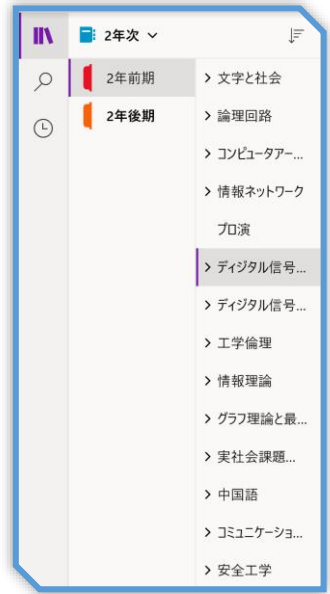 2年次
2年前期
2年後期
文字と社会
論理回路
コンピュータアー...
情報ネットワーク
プロ演
ディジタル信号...
ディジタル信号...
工学倫理
情報理論
グラフ理論と最...
実社会課題...
中国語
コミュニケーショ...
安全工学